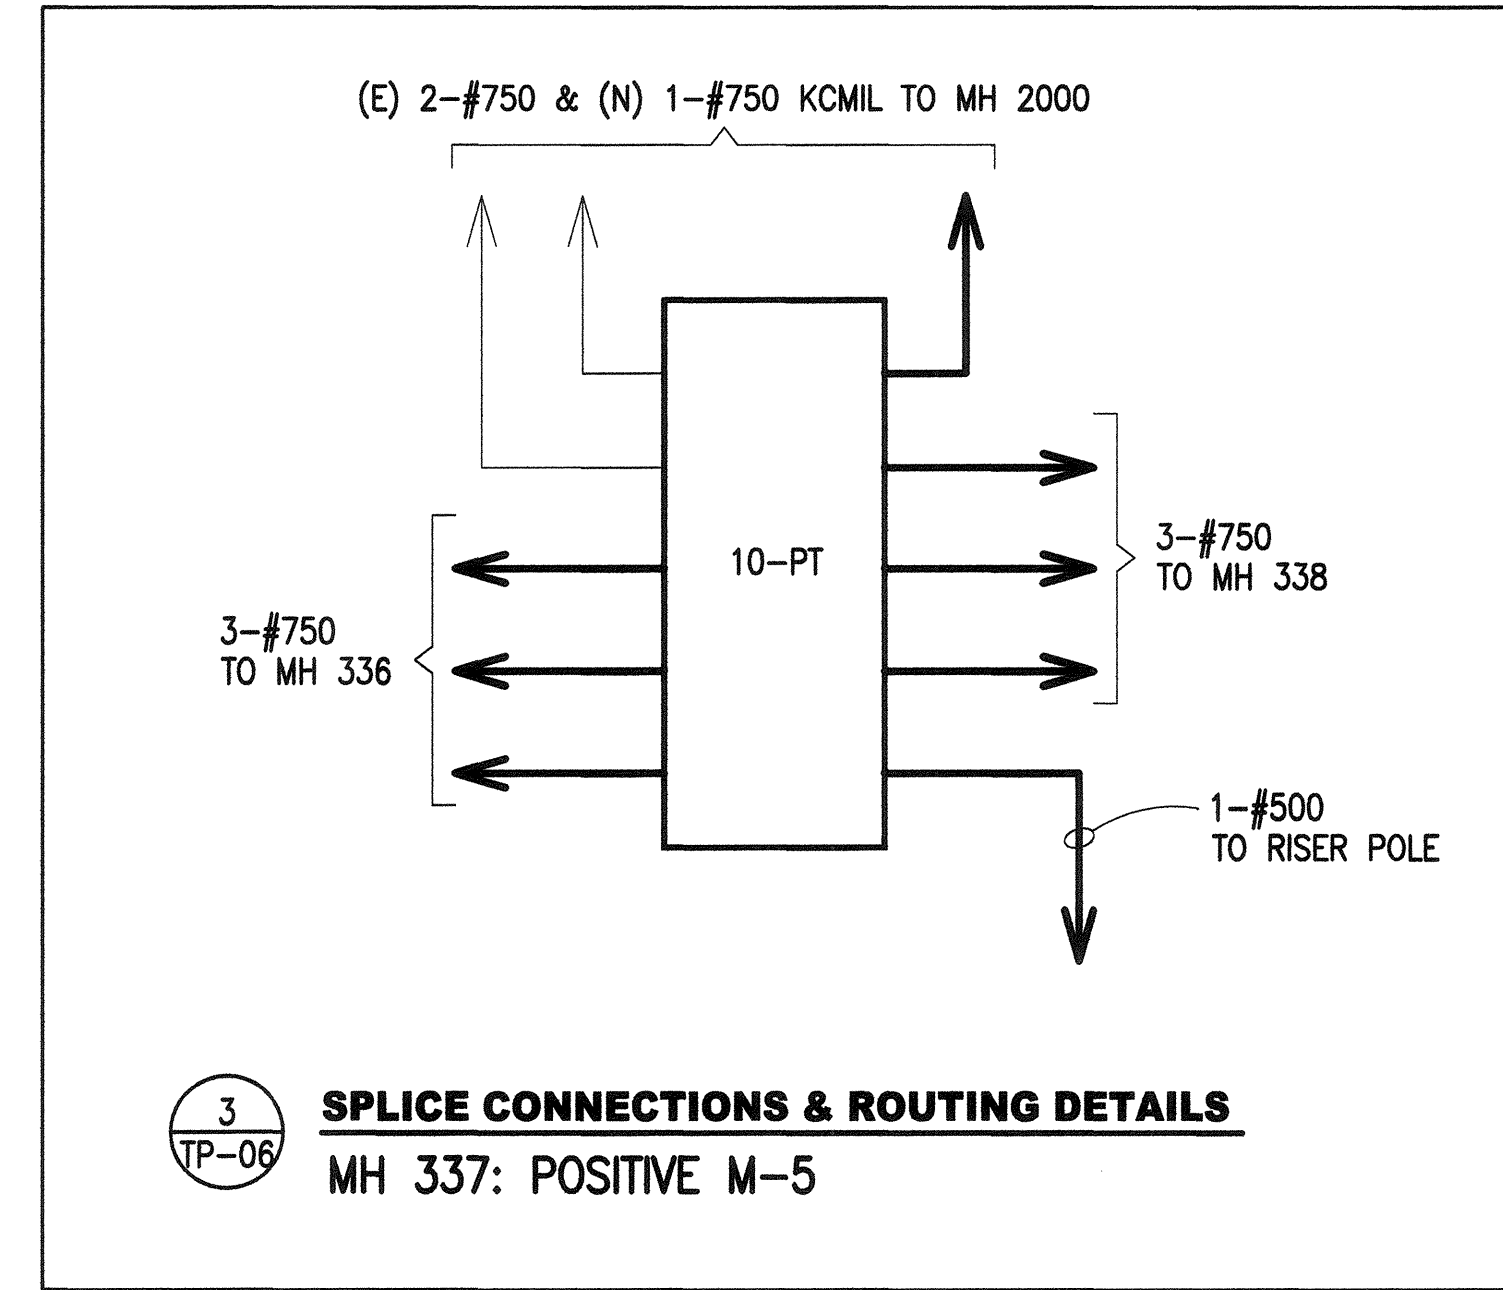 (E) 2-#750 & (N) 1-#750 KCMIL TO MH 2000
10-PT
3-#750
TO MH 338
3-#750
TO MH 336
1-#500
TO RISER POLE
3
TP-06
SPLICE CONNECTIONS & ROUTING DETAILS
MH 337: POSITIVE M-5